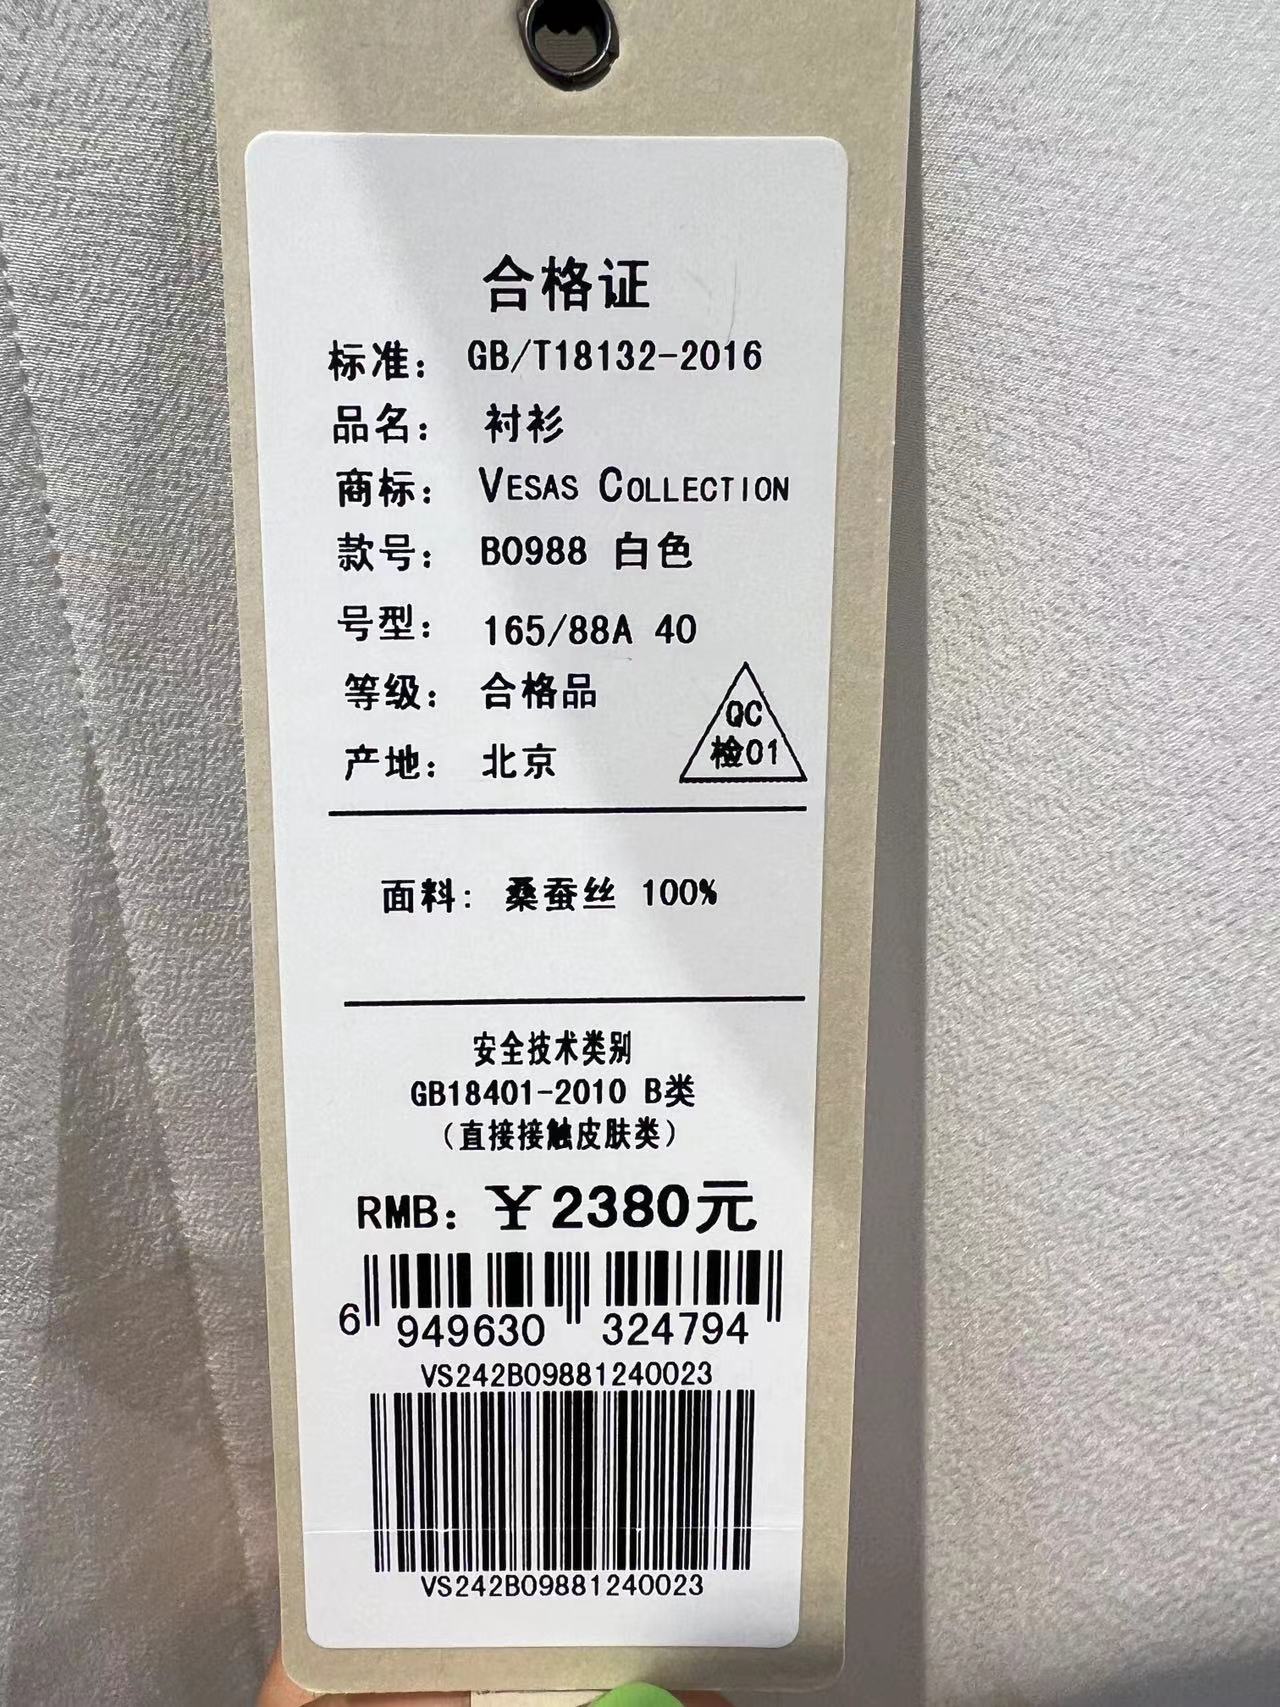 合格证
标准： GB/T18132-2016
品名： 衬衫
商标： VESAS COLLECTION
款号： B0988 白色
号型： 165/88A 40
等级： 合格品
QC
检01
产地： 北京
面料： 桑蚕丝 100%
安全技术类别
GB18401-2010 B类
（直接接触皮肤类）
RMB：￥2380元
6 949630 324794
VS242B09881240023
VS242B09881240023